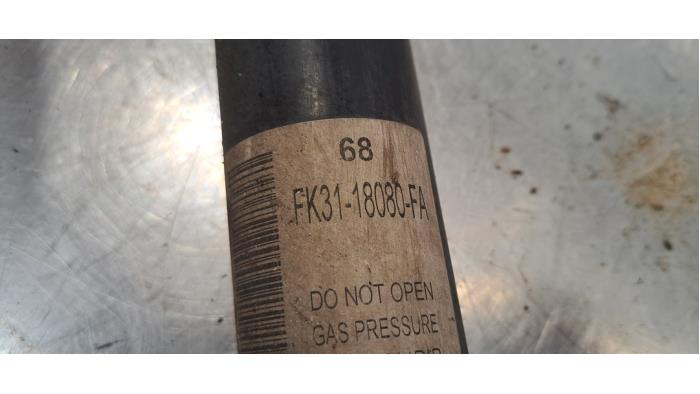 68
FK31-18080-FA
DO NOT OPEN
GAS PRESSURE